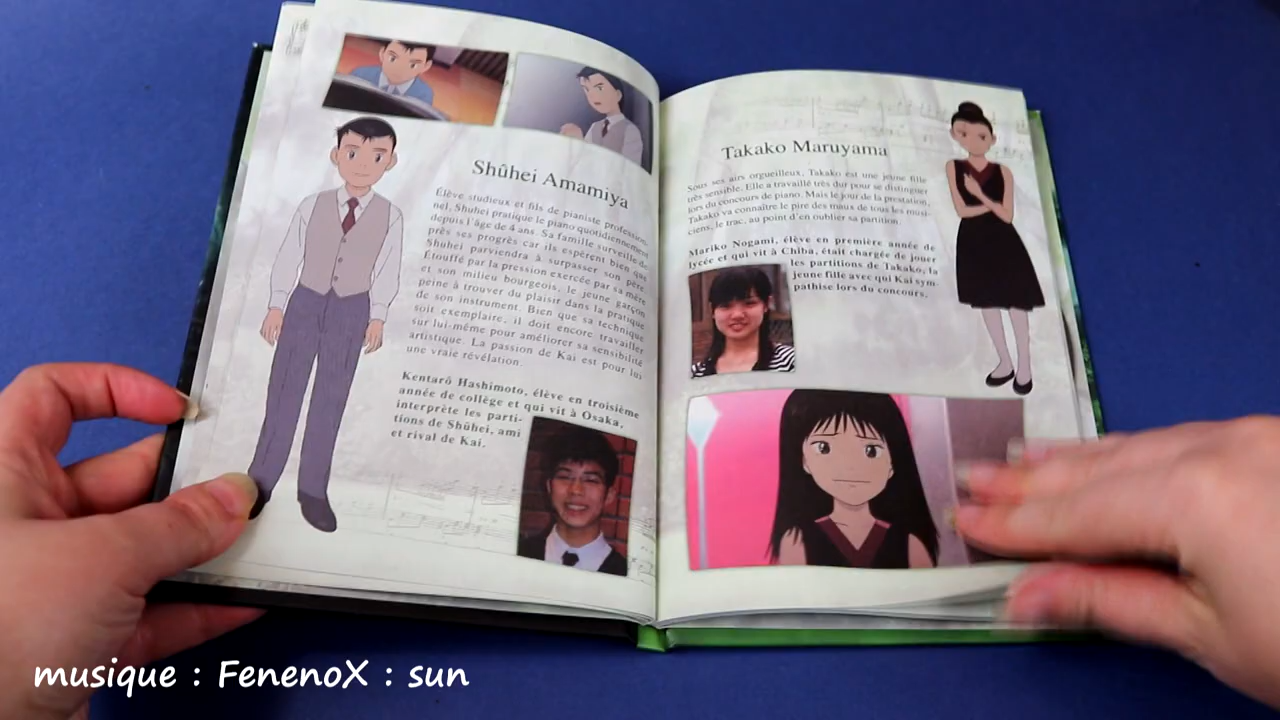 Shûhei Amamiya
Élève studieux et fils de pianiste profession-
nel, Shuhei pratique le piano quotidiennement
depuis l'âge de 4 ans. Sa famille surveille de
près ses progrès car ils espèrent bien que
Shuhei parviendra à surpasser son père.
Étouffé par la pression exercée par sa mère
et son milieu bourgeois, le jeune garçon
peine à trouver du plaisir dans la pratique
de son instrument. Bien que sa technique
soit exemplaire, il doit encore travailler
sur lui-même pour améliorer sa sensibilité
artistique. La passion de Kai est pour lui
une vraie révélation.
Kentarô Hashimoto, élève en troisième
année de collège et qui vit à Osaka,
interprète les parti-
tions de Shûhei, ami
et rival de Kai.
Takako Maruyama
Sous ses airs orgueilleux, Takako est une jeune fille
très sensible. Elle a travaillé très dur pour se distinguer
lors du concours de piano. Mais le jour de la prestation,
Takako va connaître le pire des maux de tous les musi-
ciens, le trac, au point d'en oublier sa partition.
Mariko Nogami, élève en première année de
lycée et qui vit à Chiba, était chargée de jouer
les partitions de Takako, la
jeune fille avec qui Kai sym-
pathise lors du concours.
musique : FenenoX : sun